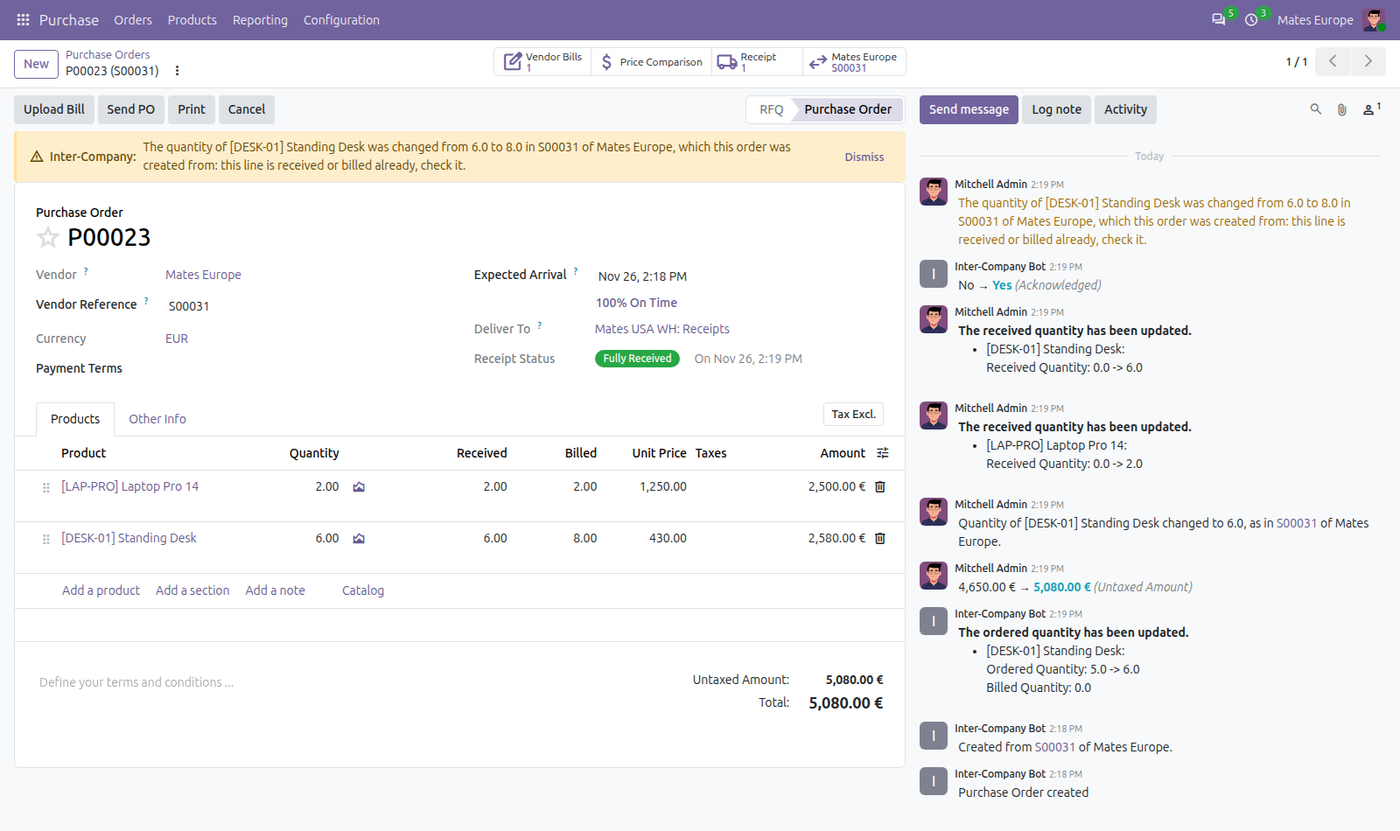 Purchase Orders Products Reporting Configuration 5 3 Mates Europe
New Purchase Orders
P00023 (S00031)
Vendor Bills
1
Price Comparison
Receipt
1
Mates Europe
S00031
1 / 1
Upload Bill Send PO Print Cancel RFQ Purchase Order
Inter-Company: The quantity of [DESK-01] Standing Desk was changed from 6.0 to 8.0 in S00031 of Mates Europe, which this order was
created from: this line is received or billed already, check it.
Dismiss
Purchase Order
P00023
Vendor ? Mates Europe
Vendor Reference ? S00031
Currency EUR
Payment Terms
Expected Arrival ? Nov 26, 2:18 PM
100% On Time
Deliver To ? Mates USA WH: Receipts
Receipt Status Fully Received On Nov 26, 2:19 PM
Products Other Info Tax Excl.
Product Quantity Received Billed Unit Price Taxes Amount
[LAP-PRO] Laptop Pro 14 2.00 2.00 2.00 1,250.00 2,500.00 €
[DESK-01] Standing Desk 6.00 6.00 8.00 430.00 2,580.00 €
Add a product Add a section Add a note Catalog
Define your terms and conditions ...
Untaxed Amount: 5,080.00 €
Total: 5,080.00 €
Send message Log note Activity 1
Today
Mitchell Admin 2:19 PM
The quantity of [DESK-01] Standing Desk was changed from 6.0 to 8.0 in
S00031 of Mates Europe, which this order was created from: this line is
received or billed already, check it.
I Inter-Company Bot 2:19 PM
No → Yes (Acknowledged)
Mitchell Admin 2:19 PM
The received quantity has been updated.
• [DESK-01] Standing Desk:
Received Quantity: 0.0 -> 6.0
Mitchell Admin 2:19 PM
The received quantity has been updated.
• [LAP-PRO] Laptop Pro 14:
Received Quantity: 0.0 -> 2.0
Mitchell Admin 2:19 PM
Quantity of [DESK-01] Standing Desk changed to 6.0, as in S00031 of Mates
Europe.
Mitchell Admin 2:19 PM
4,650.00 € → 5,080.00 € (Untaxed Amount)
I Inter-Company Bot 2:19 PM
The ordered quantity has been updated.
• [DESK-01] Standing Desk:
Ordered Quantity: 5.0 -> 6.0
Billed Quantity: 0.0
I Inter-Company Bot 2:18 PM
Created from S00031 of Mates Europe.
I Inter-Company Bot 2:18 PM
Purchase Order created